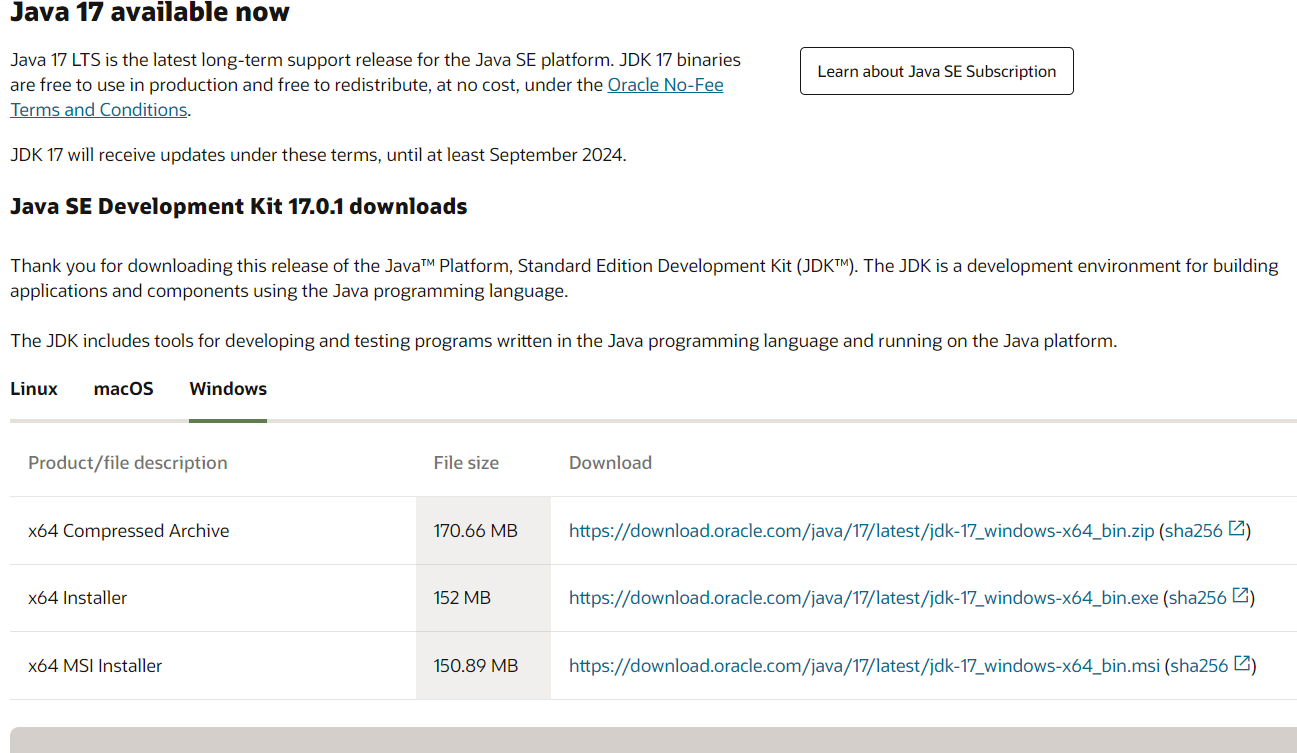 Java 17 available now
Java 17 LTS is the latest long-term support release for the Java SE platform. JDK 17 binaries
are free to use in production and free to redistribute, at no cost, under the Oracle No-Fee
Terms and Conditions.
Learn about Java SE Subscription
JDK 17 will receive updates under these terms, until at least September 2024.
Java SE Development Kit 17.0.1 downloads
Thank you for downloading this release of the Java™ Platform, Standard Edition Development Kit (JDK™). The JDK is a development environment for building
applications and components using the Java programming language.
The JDK includes tools for developing and testing programs written in the Java programming language and running on the Java platform.
Linux macOS Windows
Product/file description File size Download
x64 Compressed Archive 170.66 MB https://download.oracle.com/java/17/latest/jdk-17_windows-x64_bin.zip (sha256)
x64 Installer 152 MB https://download.oracle.com/java/17/latest/jdk-17_windows-x64_bin.exe (sha256)
x64 MSI Installer 150.89 MB https://download.oracle.com/java/17/latest/jdk-17_windows-x64_bin.msi (sha256)